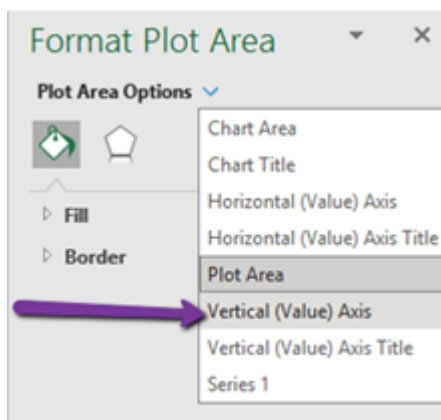 Format Plot Area
Plot Area Options
Chart Area
Chart Title
Horizontal (Value) Axis
Horizontal (Value) Axis Title
Plot Area
Vertical (Value) Axis
Vertical (Value) Axis Title
Series 1
Fill
Border